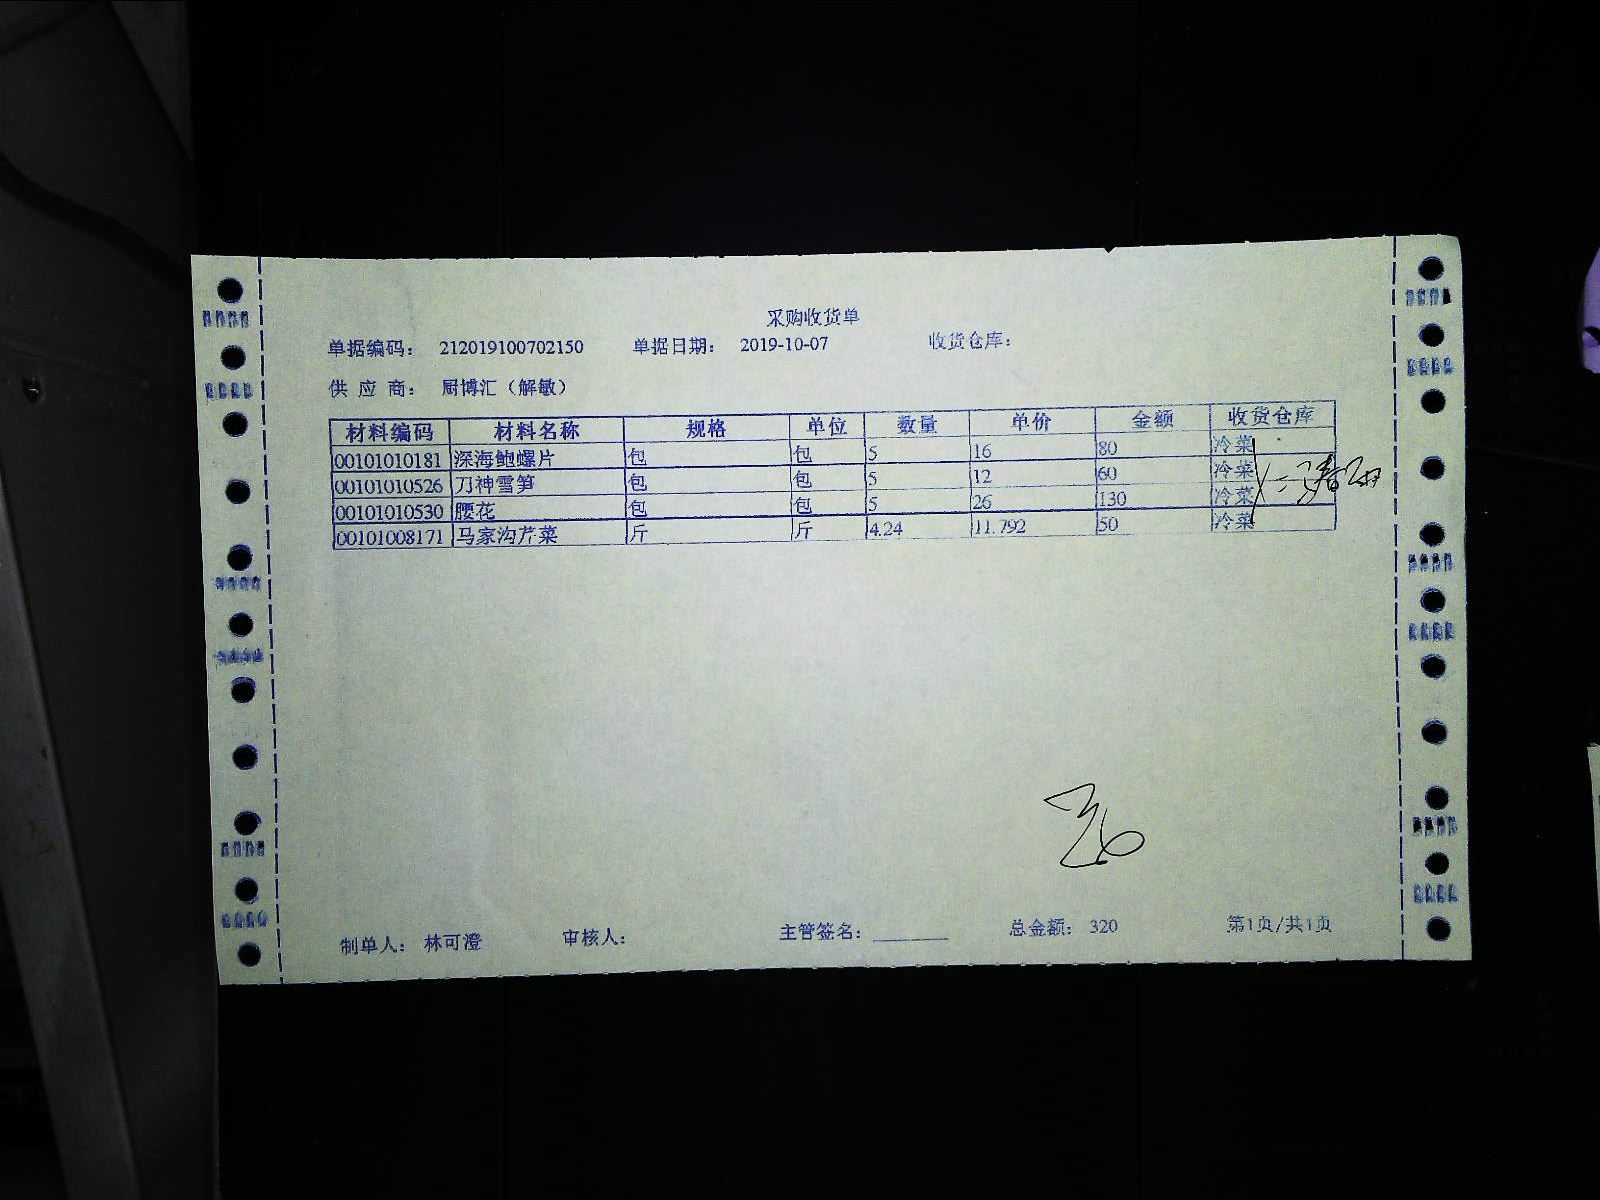 采购收货单
单据编码： 212019100702150 单据日期： 2019-10-07 收货仓库：
供 应 商： 厨博汇（解敏）
材料编码 材料名称 规格 单位 数量 单价 金额 收货仓库
00101010181 深海鲍螺片 包 包 5 16 80 冷菜
00101010526 刀神雪笋 包 包 5 12 60 冷菜
00101010530 腰花 包 包 5 26 130 冷菜
00101008171 马家沟芹菜 斤 斤 4.24 11.792 50 冷菜
36
制单人： 林可澄 审核人： 主管签名： 总金额： 320 第1页/共1页